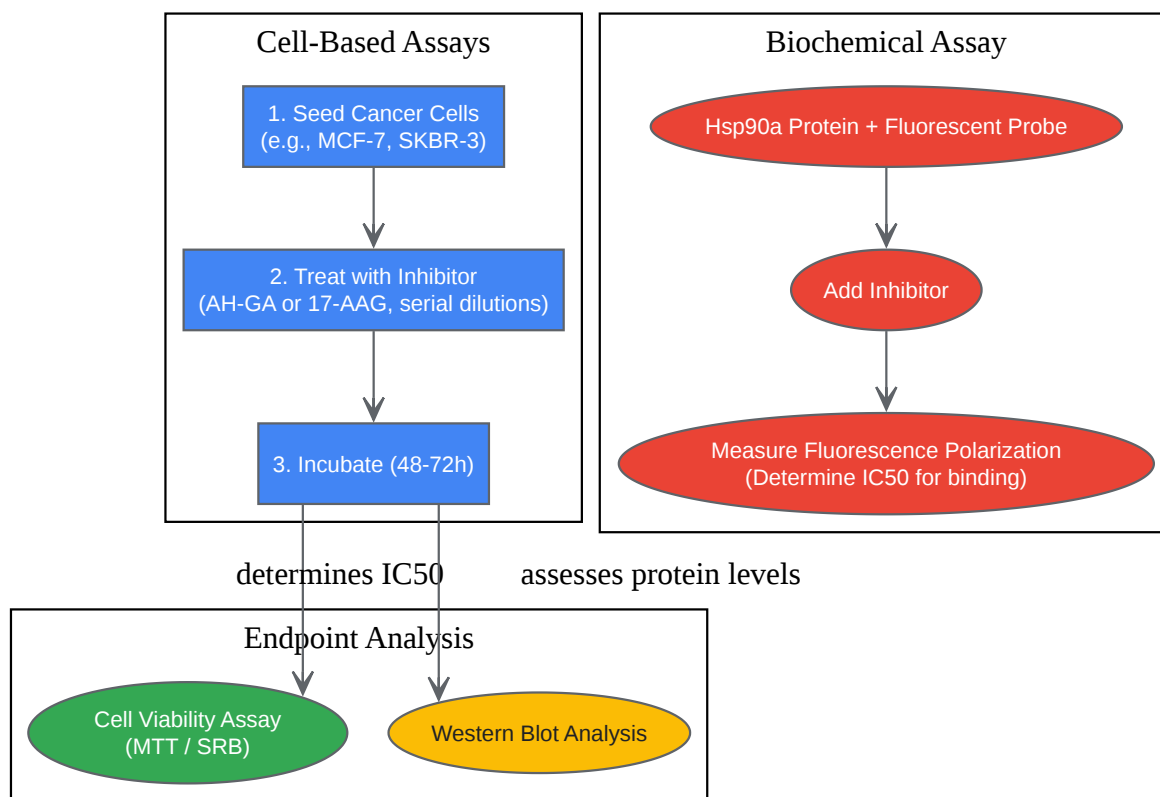 Cell-Based Assays
1. Seed Cancer Cells
(e.g., MCF-7, SKBR-3)
2. Treat with Inhibitor
(AH-GA or 17-AAG, serial dilutions)
3. Incubate (48-72h)
Biochemical Assay
Hsp90a Protein + Fluorescent Probe
Add Inhibitor
Measure Fluorescence Polarization
(Determine IC50 for binding)
determines IC50
assesses protein levels
Endpoint Analysis
Cell Viability Assay
(MTT / SRB)
Western Blot Analysis